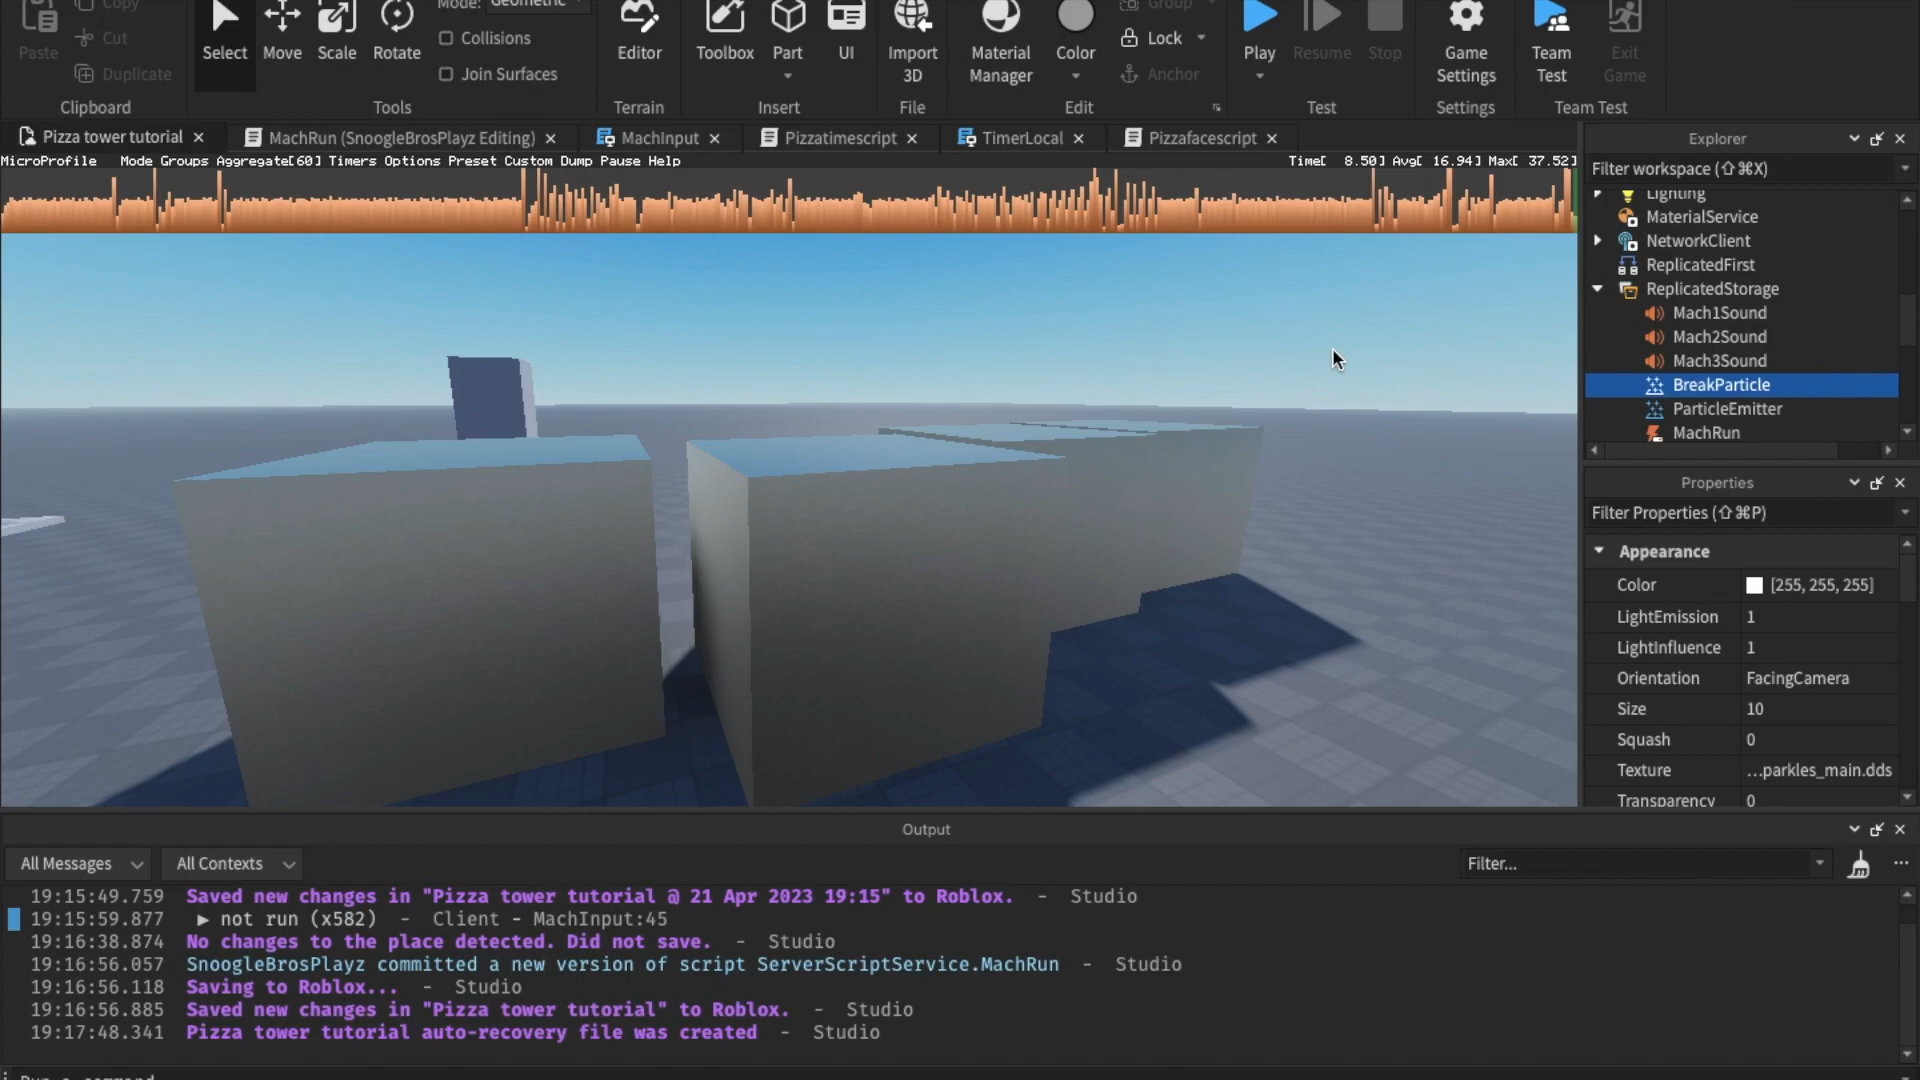 Copy
Mode: Geometric
Group
Paste
Cut
Duplicate
Select
Move
Scale
Rotate
Collisions
Join Surfaces
Editor
Toolbox
Part
UI
Import
3D
Material
Manager
Color
Lock
Anchor
Play
Resume
Stop
Game
Settings
Team
Test
Exit
Game
Clipboard
Tools
Terrain
Insert
File
Edit
Test
Settings
Team Test
Pizza tower tutorial
MachRun (SnoogleBrosPlayz Editing)
MachInput
Pizzatimescript
TimerLocal
Pizzafacescript
MicroProfile Mode Groups Aggregate[60] Timers Options Preset Custom Dump Pause Help
Time[ 8.50] Avg[ 16.94] Max[ 37.52]
Explorer
Filter workspace (⇧⌘X)
Lighting
MaterialService
NetworkClient
ReplicatedFirst
ReplicatedStorage
Mach1Sound
Mach2Sound
Mach3Sound
BreakParticle
ParticleEmitter
MachRun
Properties
Filter Properties (⇧⌘P)
Appearance
Color [255, 255, 255]
LightEmission 1
LightInfluence 1
Orientation FacingCamera
Size 10
Squash 0
Texture ...parkles_main.dds
Transparency 0
Output
All Messages
All Contexts
Filter...
19:15:49.759 Saved new changes in "Pizza tower tutorial @ 21 Apr 2023 19:15" to Roblox. - Studio
19:15:59.877 ▶ not run (x582) - Client - MachInput:45
19:16:38.874 No changes to the place detected. Did not save. - Studio
19:16:56.057 SnoogleBrosPlayz committed a new version of script ServerScriptService.MachRun - Studio
19:16:56.118 Saving to Roblox... - Studio
19:16:56.885 Saved new changes in "Pizza tower tutorial" to Roblox. - Studio
19:17:48.341 Pizza tower tutorial auto-recovery file was created - Studio
Run a command